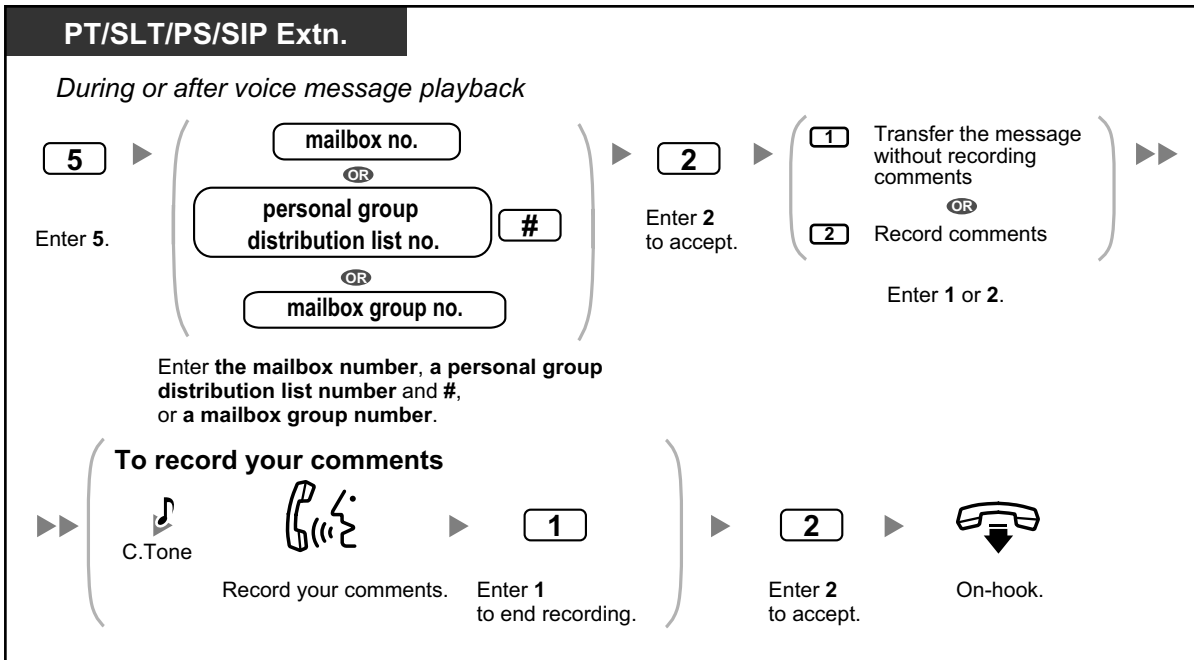 PT/SLT/PS/SIP Extn.
During or after voice message playback
5
Enter 5.
mailbox no.
OR
personal group
distribution list no.
#
OR
mailbox group no.
Enter the mailbox number, a personal group
distribution list number and #,
or a mailbox group number.
2
Enter 2
to accept.
1 Transfer the message
without recording
comments
OR
2 Record comments
Enter 1 or 2.
To record your comments
C.Tone
Record your comments.
1
Enter 1
to end recording.
2
Enter 2
to accept.
On-hook.